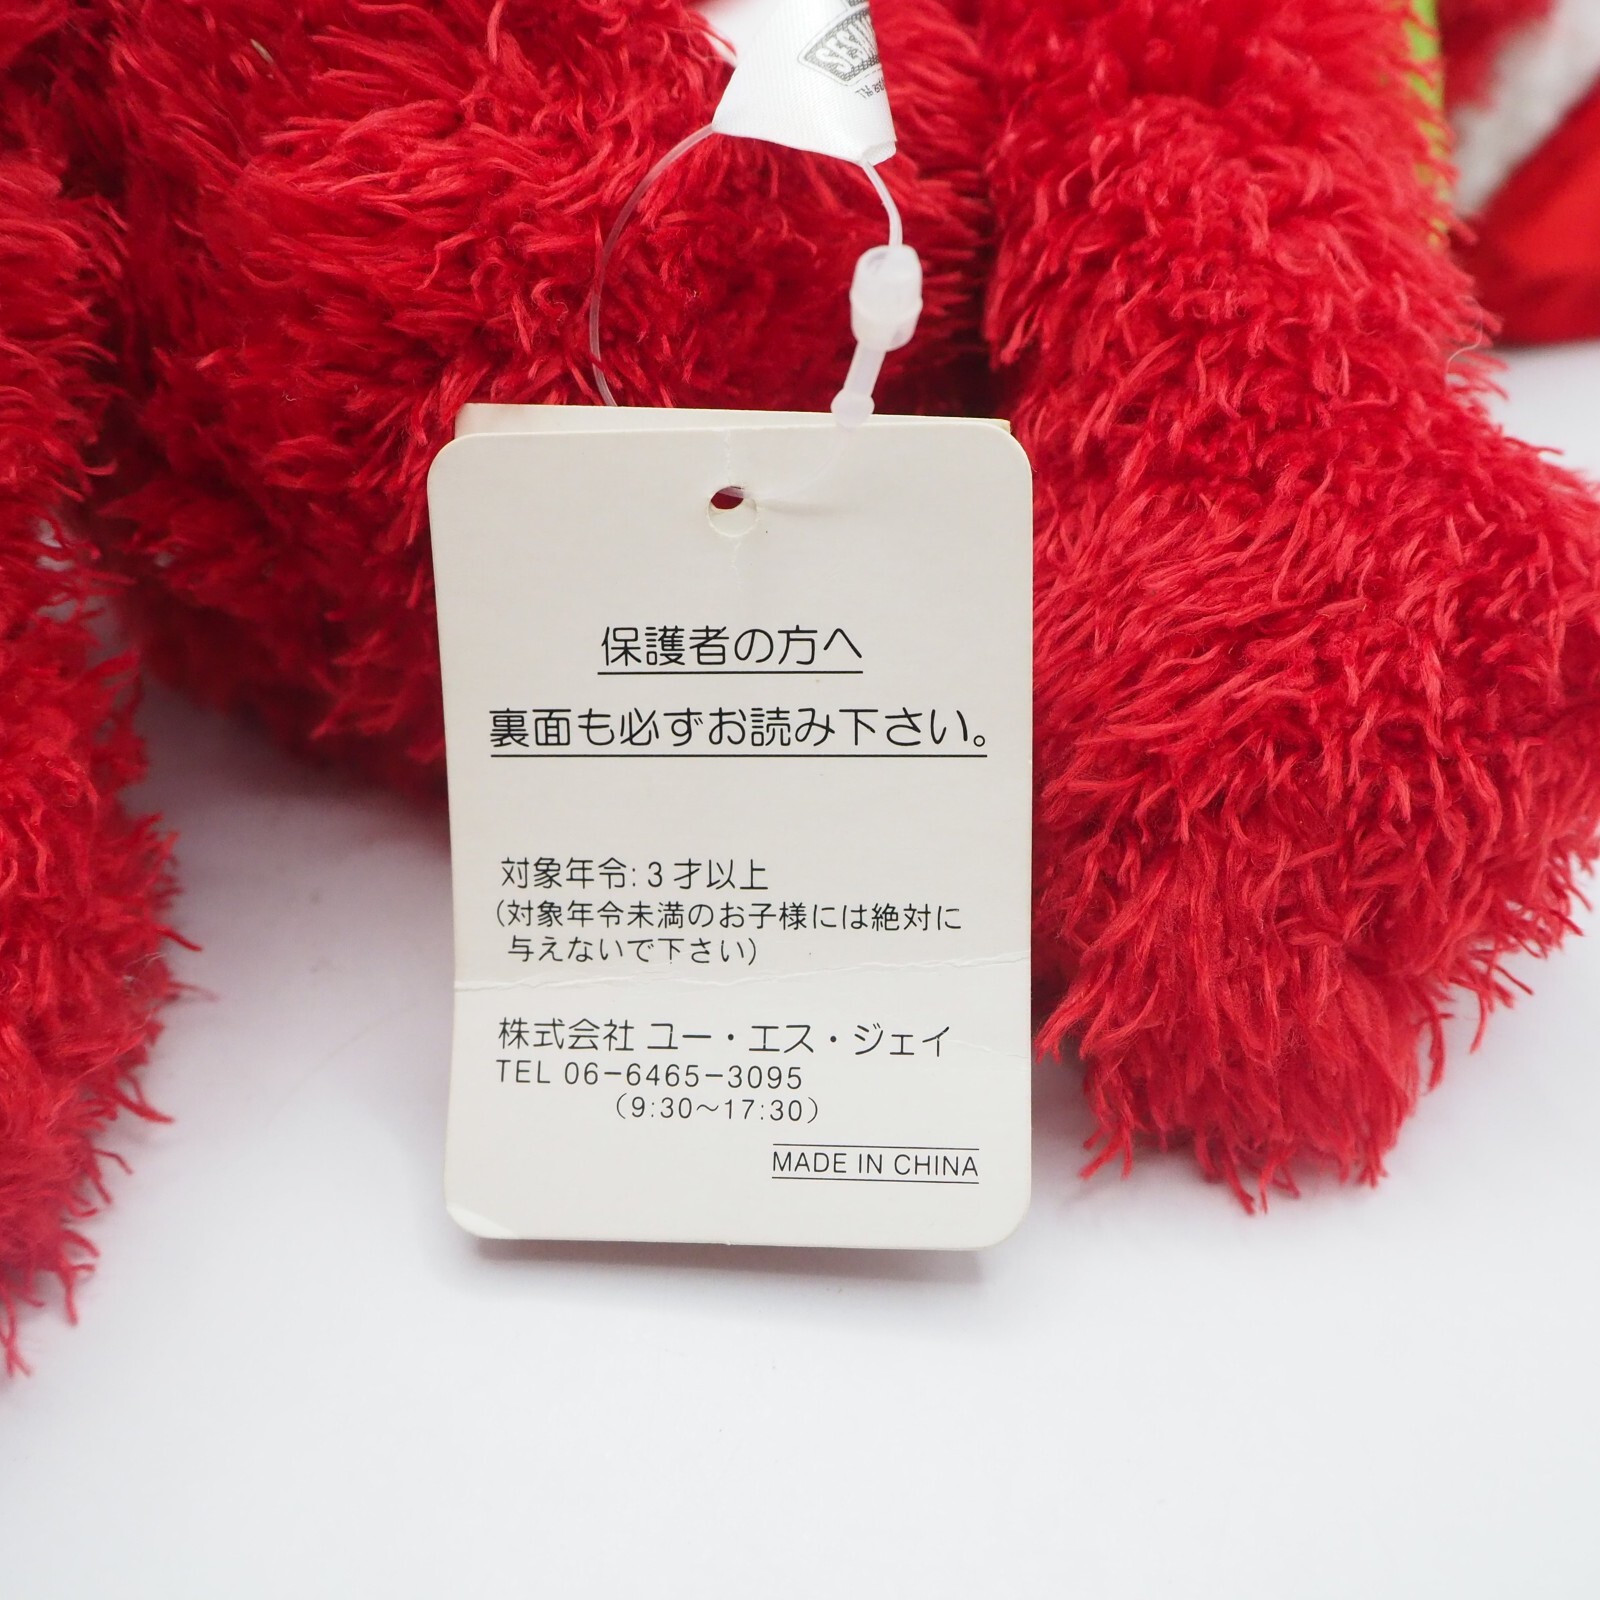 保護者の方へ
裏面も必ずお読み下さい。
対象年令: 3才以上
(対象年令未満のお子様には絶対に
与えないで下さい)
株式会社 ユー・エス・ジェイ
TEL 06-6465-3095
(9:30~17:30)
MADE IN CHINA